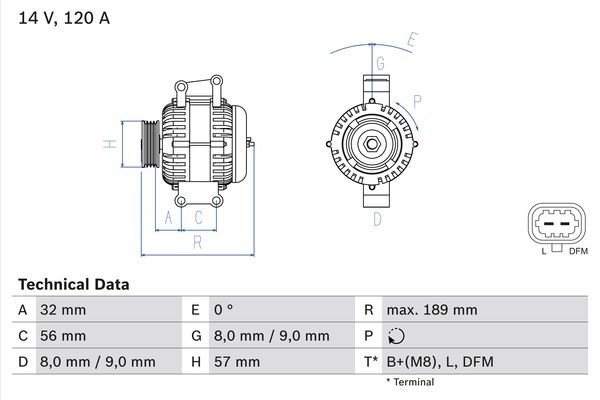 14 V, 120 A
E
G
P
H
A C
D
R
L DFM
Technical Data
A 32 mm E 0 ° R max. 189 mm
C 56 mm G 8,0 mm / 9,0 mm P
D 8,0 mm / 9,0 mm H 57 mm T* B+(M8), L, DFM
* Terminal